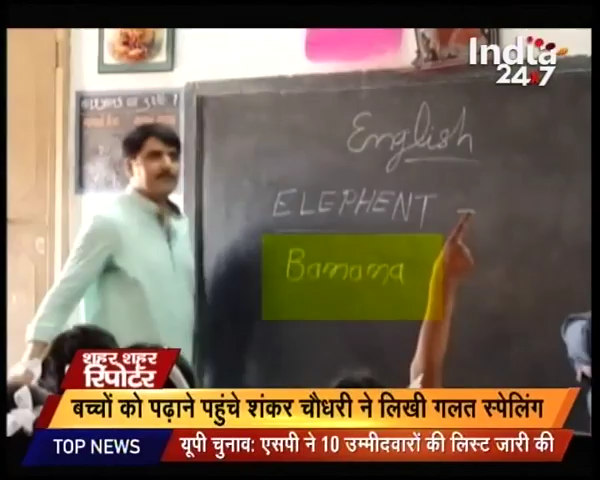 India
24x7
English
ELEPHENT
Bamama
शहर शहर
रिपोर्टर
बच्चों को पढ़ाने पहुंचे शंकर चौधरी ने लिखी गलत स्पेलिंग
TOP NEWS
यूपी चुनाव: एसपी ने 10 उम्मीदवारों की लिस्ट जारी की